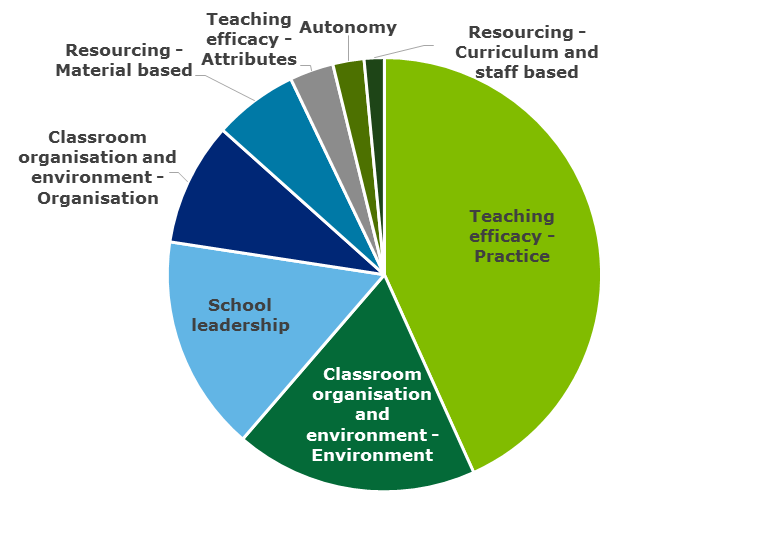 Teaching
efficacy –
Attributes
Autonomy
Resourcing –
Curriculum and
staff based
Resourcing –
Material based
Classroom
organisation and
environment –
Organisation
Teaching
efficacy –
Practice
School
leadership
Classroom
organisation
and
environment –
Environment